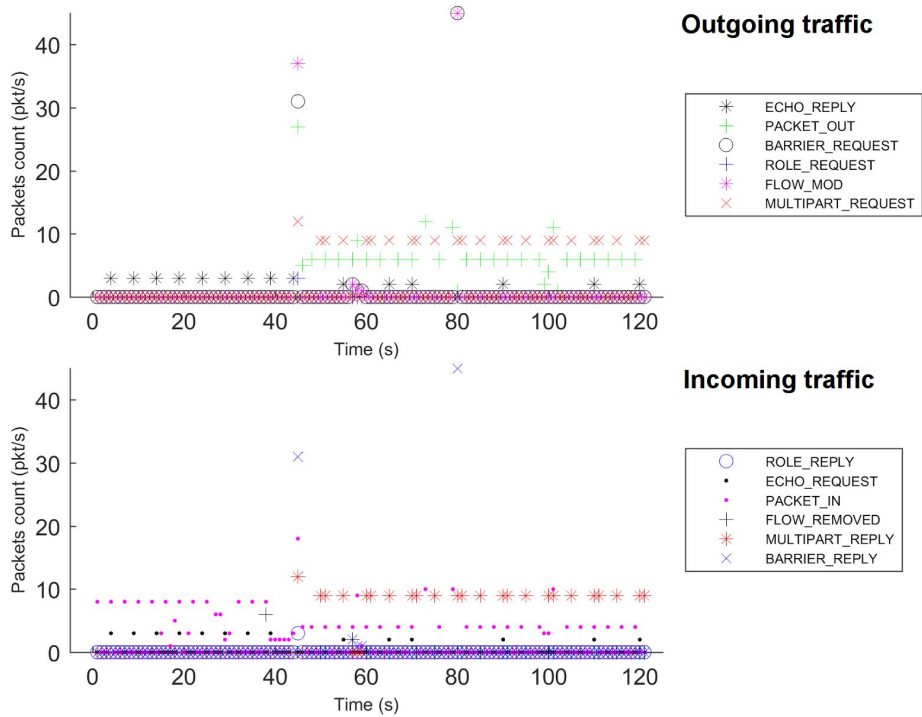 Outgoing traffic
Packets count (pkt/s)
40
30
20
10
0
0 20 40 60 80 100 120
Time (s)
ECHO_REPLY
PACKET_OUT
BARRIER_REQUEST
ROLE_REQUEST
FLOW_MOD
MULTIPART_REQUEST
Incoming traffic
Packets count (pkt/s)
40
30
20
10
0
0 20 40 60 80 100 120
Time (s)
ROLE_REPLY
ECHO_REQUEST
PACKET_IN
FLOW_REMOVED
MULTIPART_REPLY
BARRIER_REPLY